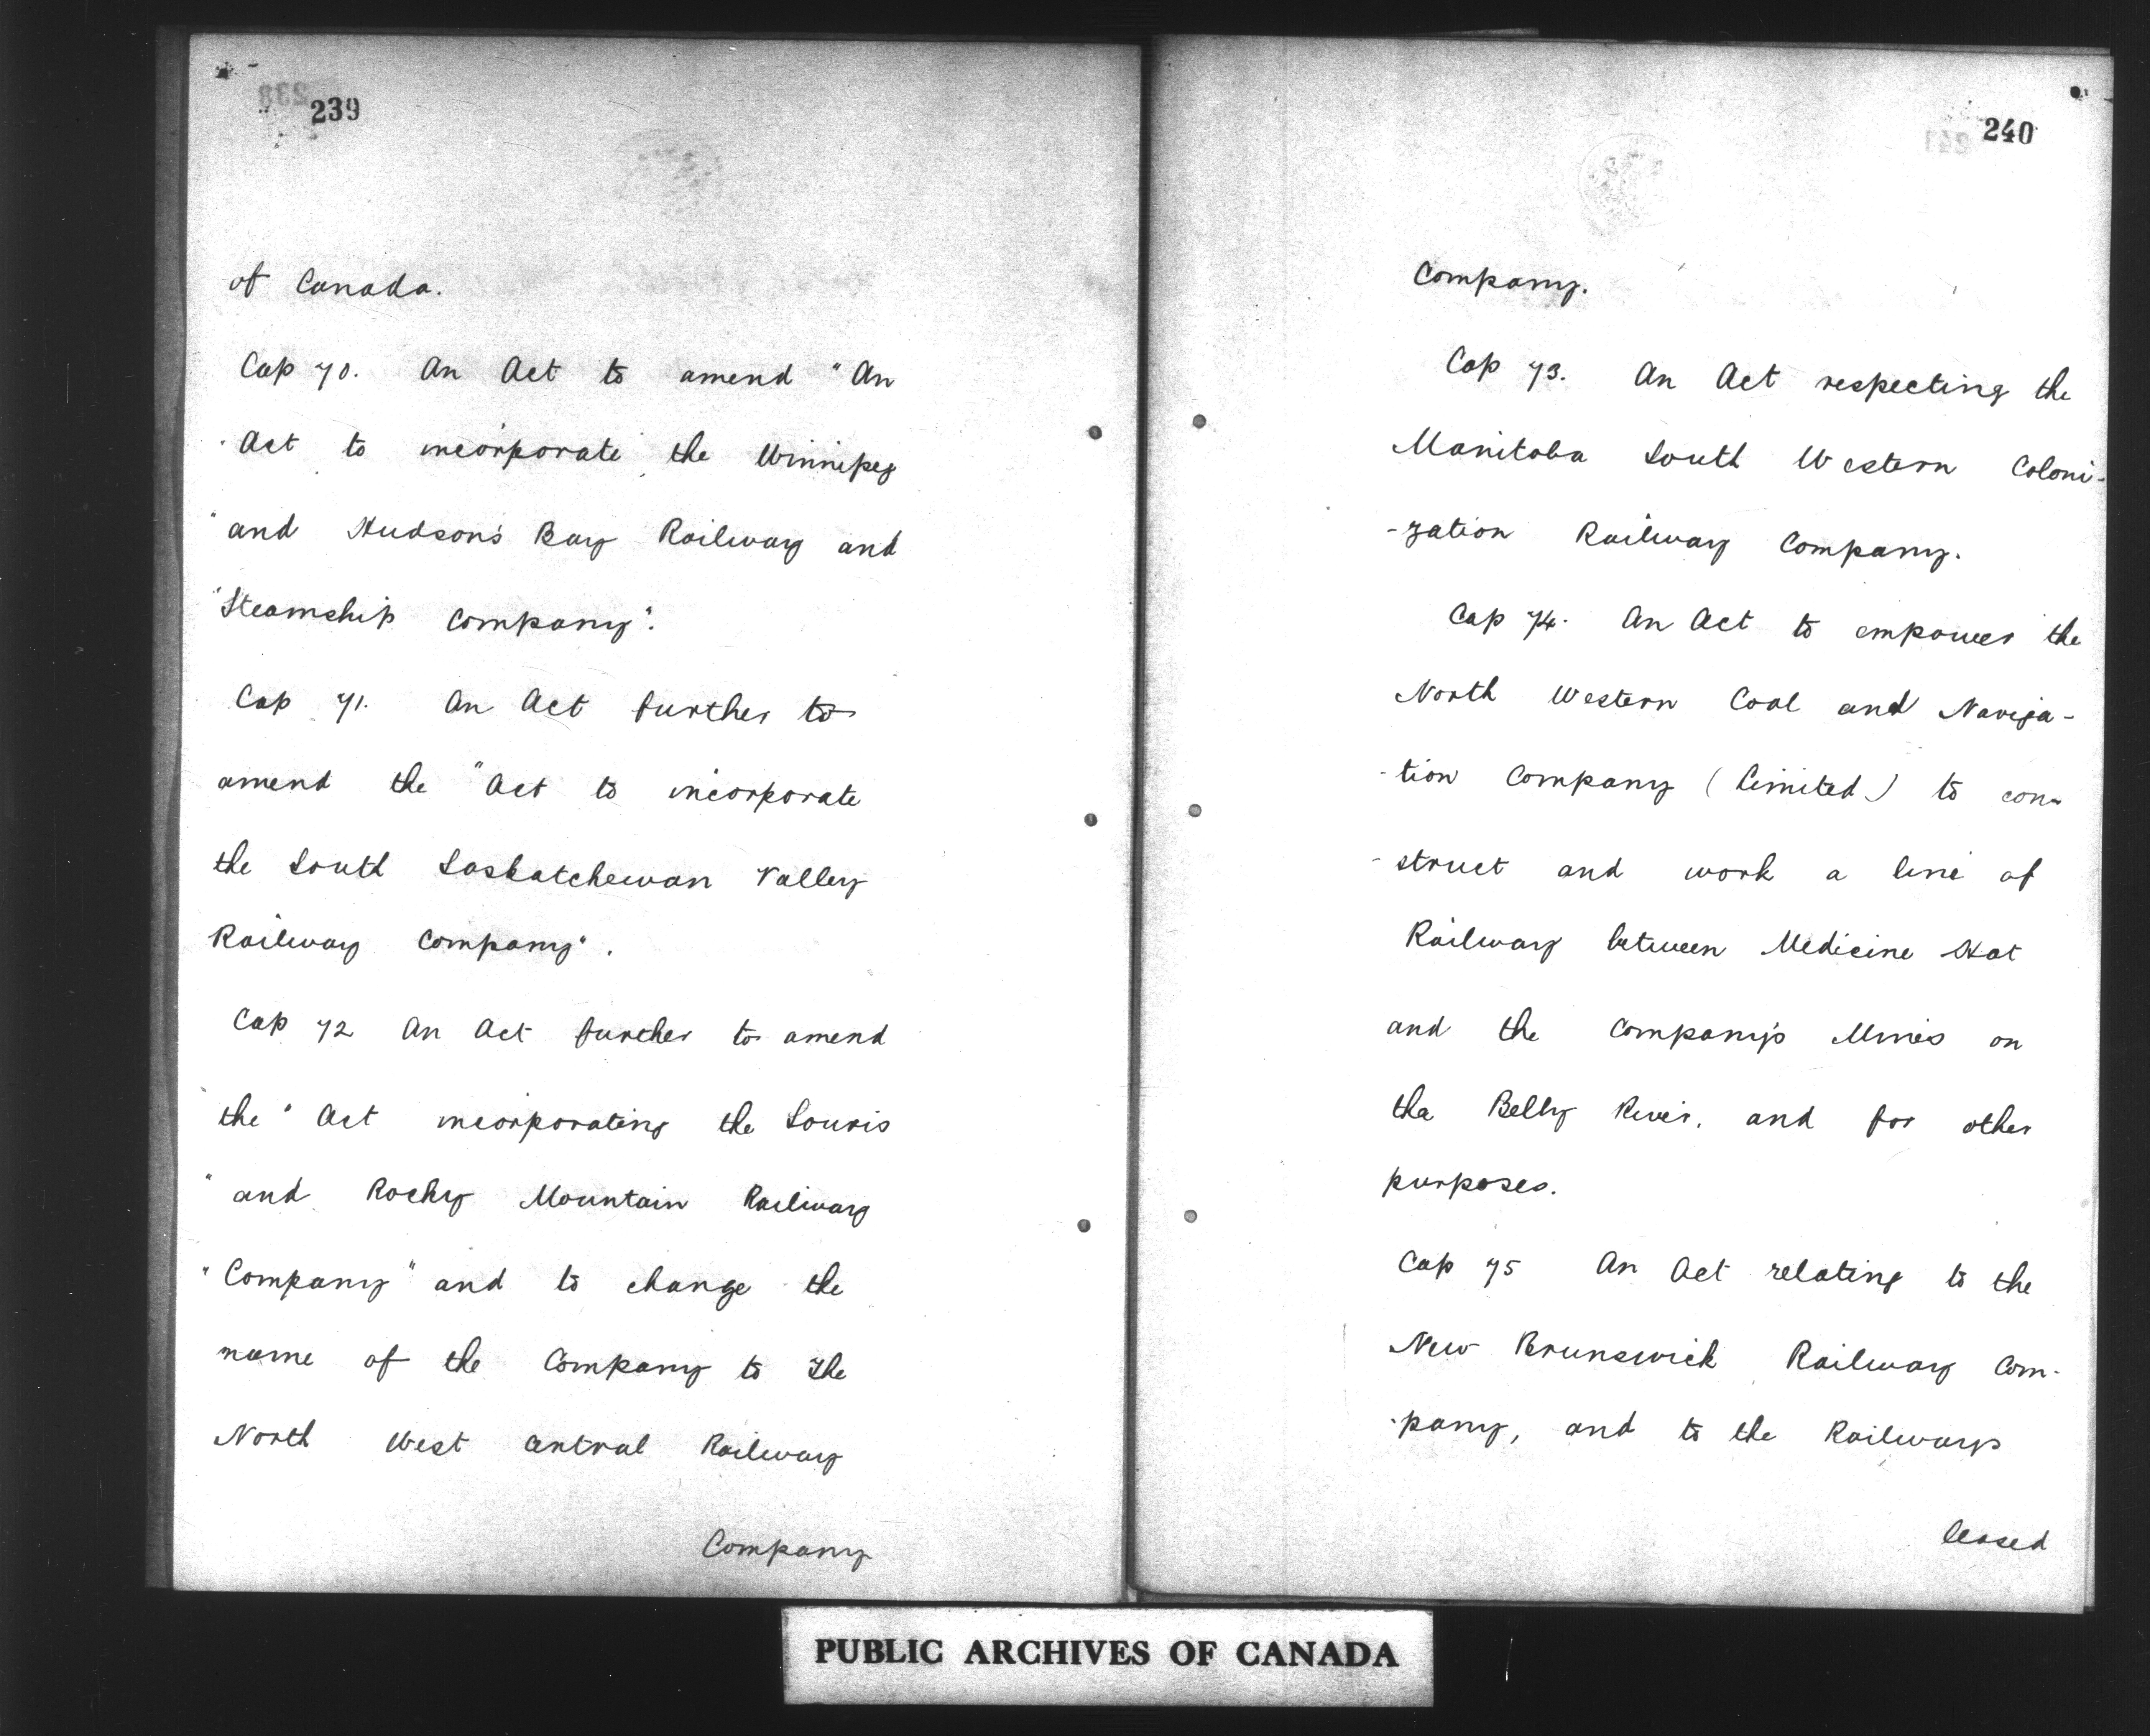 239
of Canada.
Cap 70. An Act to amend "An
" Act to incorporate the Winnipeg
" and Hudson's Bay Railway and
"Steamship Company".
Cap 71. An Act further to
amend the "Act to incorporate
the South Saskatchewan Valley
Railway Company".
Cap 72 An Act further to amend
the "Act incorporating the Souris
" and Rocky Mountain Railway
"Company" and to change the
name of the Company to The
North West Central Railway
Company
240
Company.
Cap 73. An Act respecting the
Manitoba South Western Coloni-
-zation Railway Company.
Cap 74. An Act to empower the
North Western Coal and Naviga-
-tion Company (Limited) to con-
-struct and work a line of
Railway between Medicine Hat
and the Company's Mines on
the Belly River, and for other
purposes.
Cap 75 An Act relating to the
New Brunswick Railway Com-
-pany, and to the Railways
leased
PUBLIC ARCHIVES OF CANADA